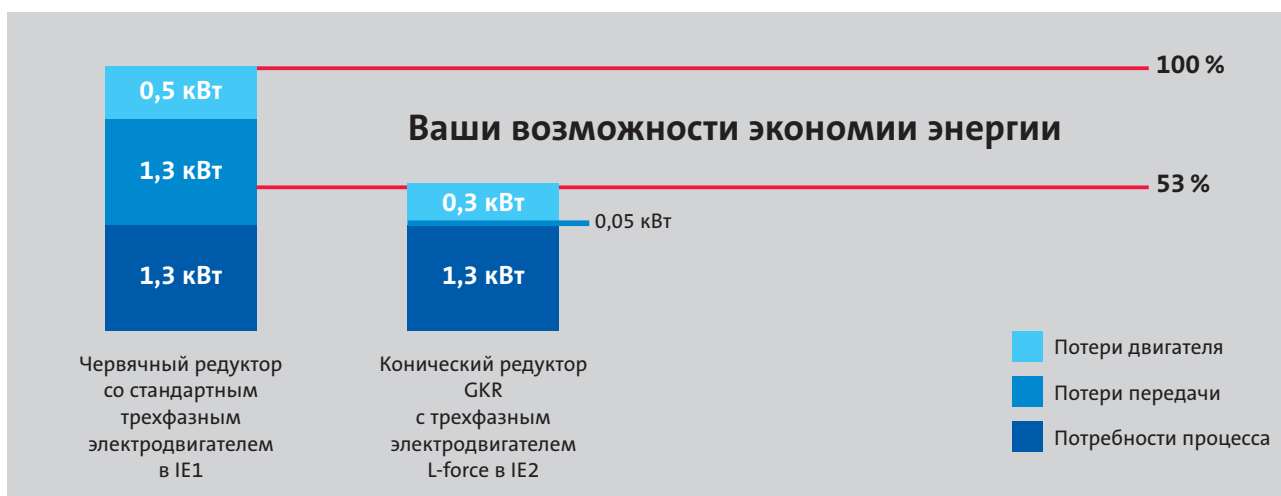 100 %
0,5 кВт
Ваши возможности экономии энергии
1,3 кВт
53 %
0,3 кВт
0,05 кВт
1,3 кВт
1,3 кВт
Червячный редуктор
со стандартным
трехфазным
электродвигателем
в IE1
Конический редуктор
GKR
с трехфазным
электродвигателем
L-force в IE2
Потери двигателя
Потери передачи
Потребности процесса